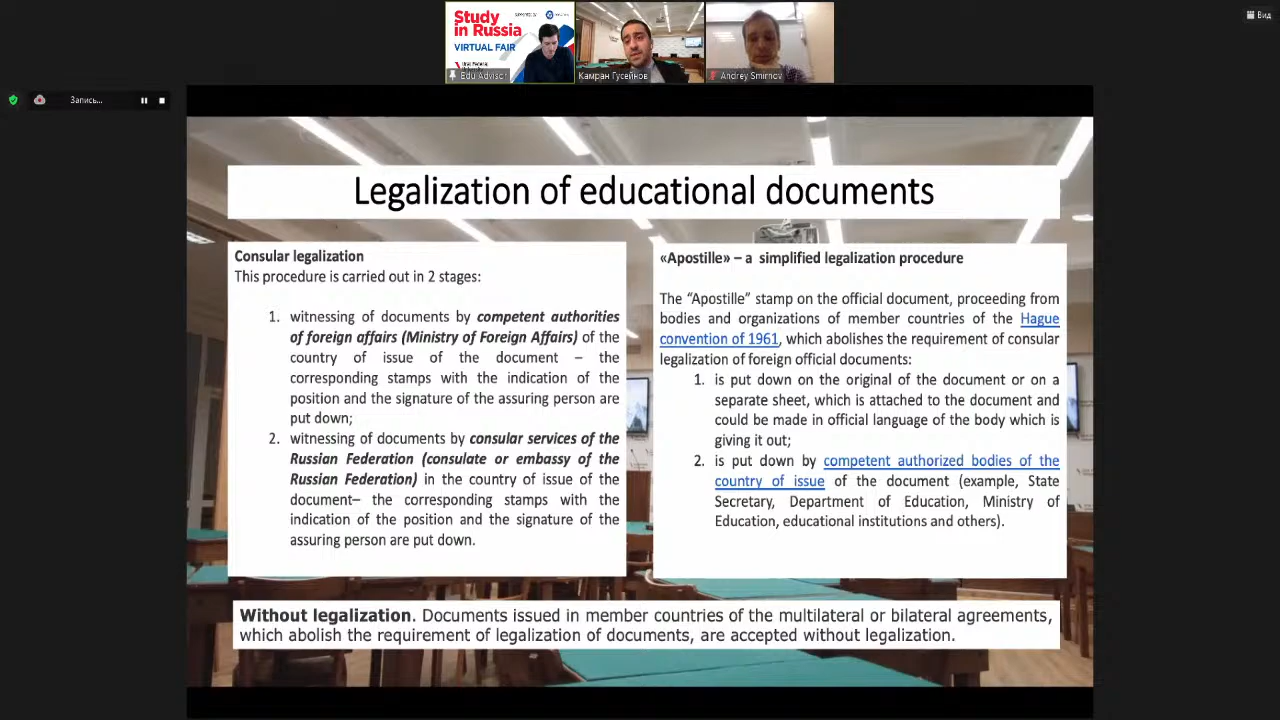 Study
in Russia
VIRTUAL FAIR
Edu Advisor
Камран Гусейнов
Andrey Smirnov
Вид
Запись...
Legalization of educational documents
Consular legalization
This procedure is carried out in 2 stages:
1. witnessing of documents by competent authorities
of foreign affairs (Ministry of Foreign Affairs) of the
country of issue of the document – the
corresponding stamps with the indication of the
position and the signature of the assuring person are
put down;
2. witnessing of documents by consular services of the
Russian Federation (consulate or embassy of the
Russian Federation) in the country of issue of the
document– the corresponding stamps with the
indication of the position and the signature of the
assuring person are put down.
«Apostille» – a simplified legalization procedure
The “Apostille” stamp on the official document, proceeding from
bodies and organizations of member countries of the Hague
convention of 1961, which abolishes the requirement of consular
legalization of foreign official documents:
1. is put down on the original of the document or on a
separate sheet, which is attached to the document and
could be made in official language of the body which is
giving it out;
2. is put down by competent authorized bodies of the
country of issue of the document (example, State
Secretary, Department of Education, Ministry of
Education, educational institutions and others).
Without legalization. Documents issued in member countries of the multilateral or bilateral agreements,
which abolish the requirement of legalization of documents, are accepted without legalization.